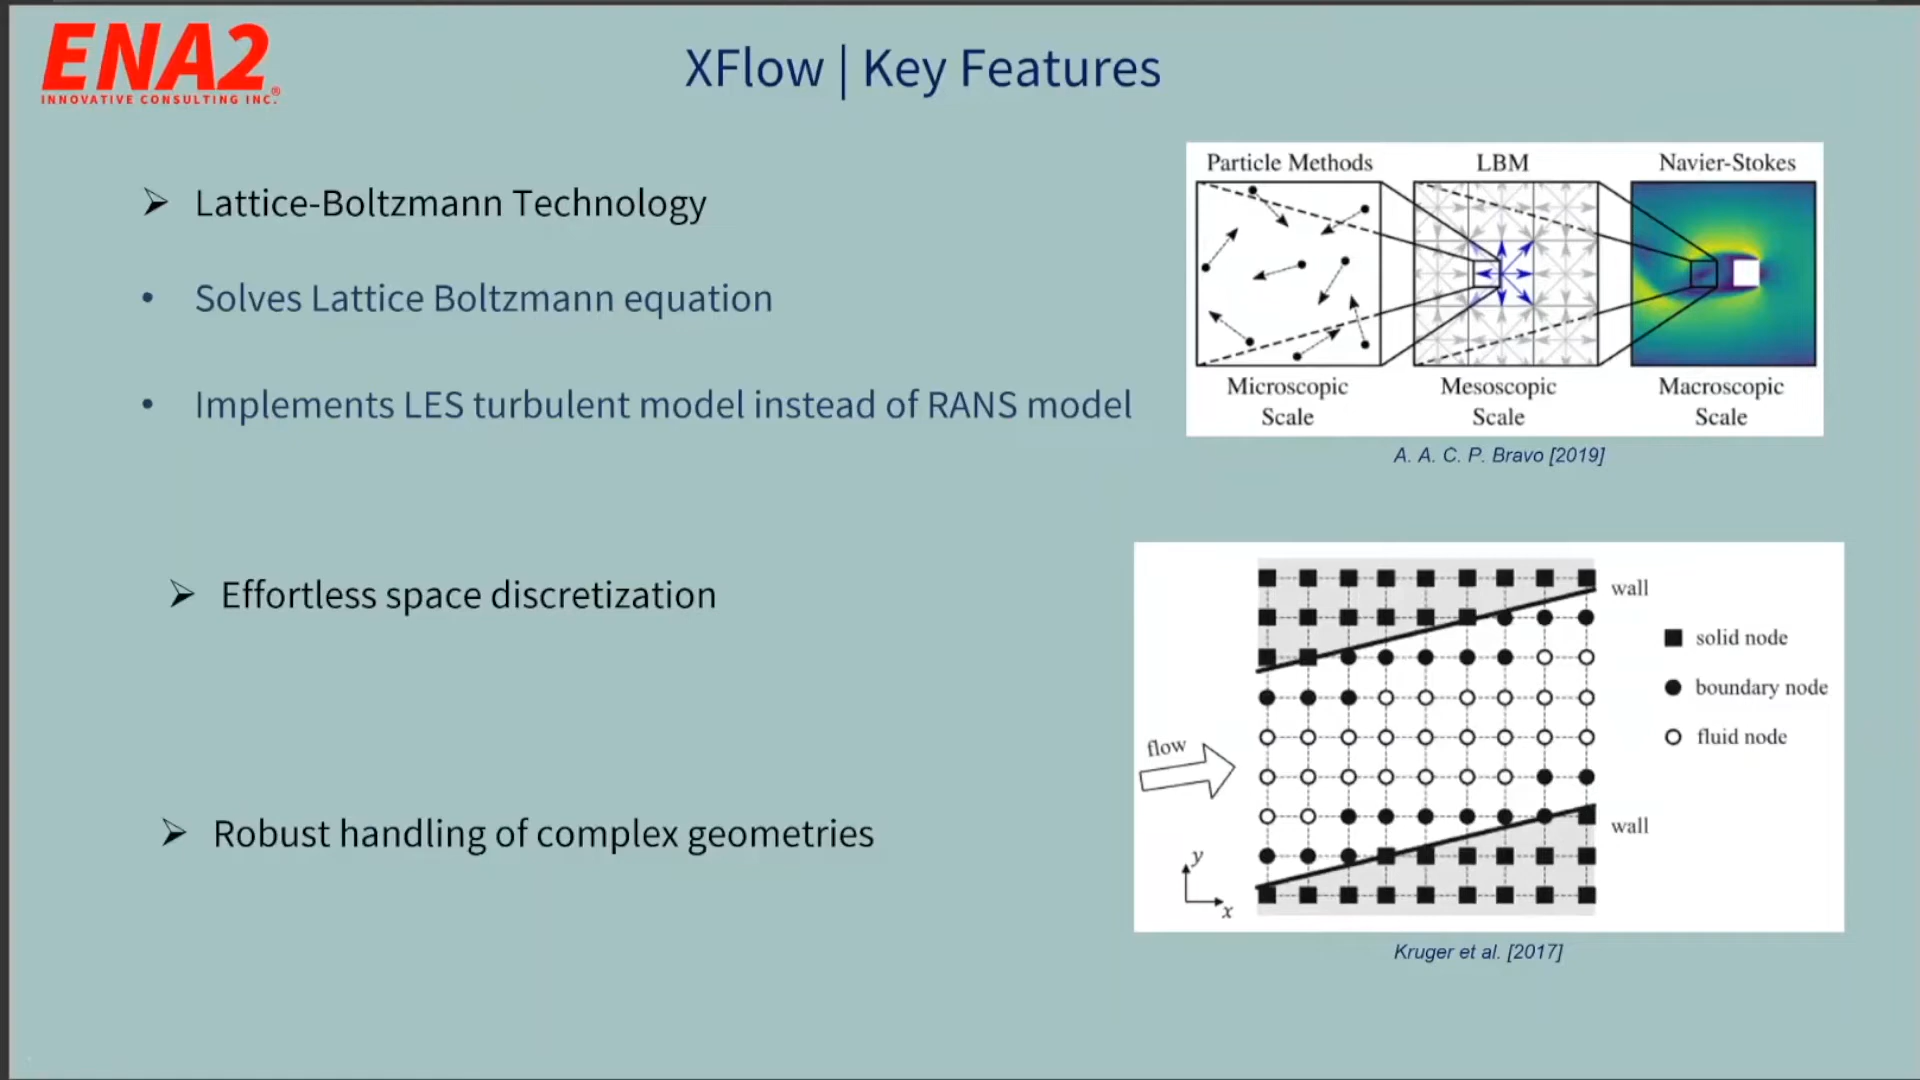 ENA2®
INNOVATIVE CONSULTING INC.
XFlow | Key Features
➢ Lattice-Boltzmann Technology
• Solves Lattice Boltzmann equation
• Implements LES turbulent model instead of RANS model
➢ Effortless space discretization
➢ Robust handling of complex geometries
Particle Methods LBM Navier-Stokes
Microscopic Mesoscopic Macroscopic
Scale Scale Scale
A. A. C. P. Bravo [2019]
wall
solid node
boundary node
fluid node
flow
wall
y
x
Kruger et al. [2017]